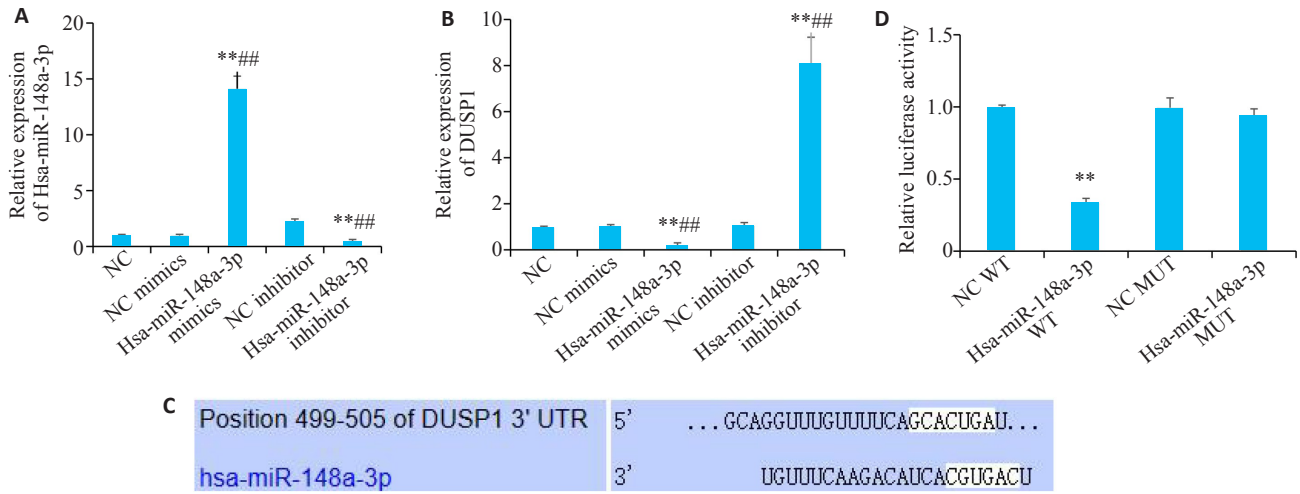 A
Relative expression
of Hsa-miR-148a-3p
20
15
10
5
0
**##
**##
NC
NC mimics
Hsa-miR-148a-3p
mimics
NC inhibitor
Hsa-miR-148a-3p
inhibitor
B
Relative expression
of DUSP1
10
8
6
4
2
0
**##
**##
NC
NC mimics
Hsa-miR-148a-3p
mimics
NC inhibitor
Hsa-miR-148a-3p
inhibitor
D
Relative luciferase activity
1.5
1.0
0.5
0
**
NC WT
Hsa-miR-148a-3p
WT
NC MUT
Hsa-miR-148a-3p
MUT
C
Position 499-505 of DUSP1 3' UTR 5' ...GCAGGUUUGUUUUCAGCACUGAU...
hsa-miR-148a-3p 3' UGUUUCAAGACAUCACGUGACU